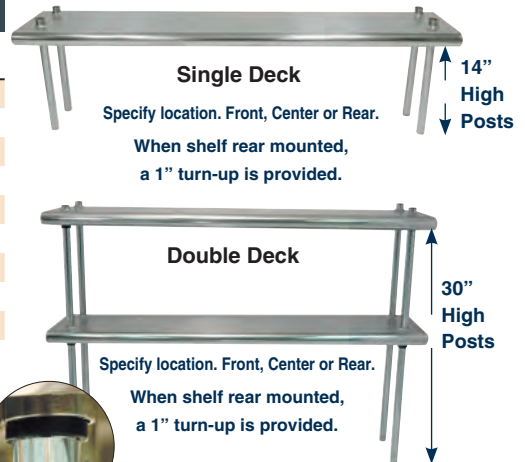 Single Deck
14”
High
Posts
Specify location. Front, Center or Rear.
When shelf rear mounted,
a 1” turn-up is provided.
Double Deck
30”
High
Posts
Specify location. Front, Center or Rear.
When shelf rear mounted,
a 1” turn-up is provided.